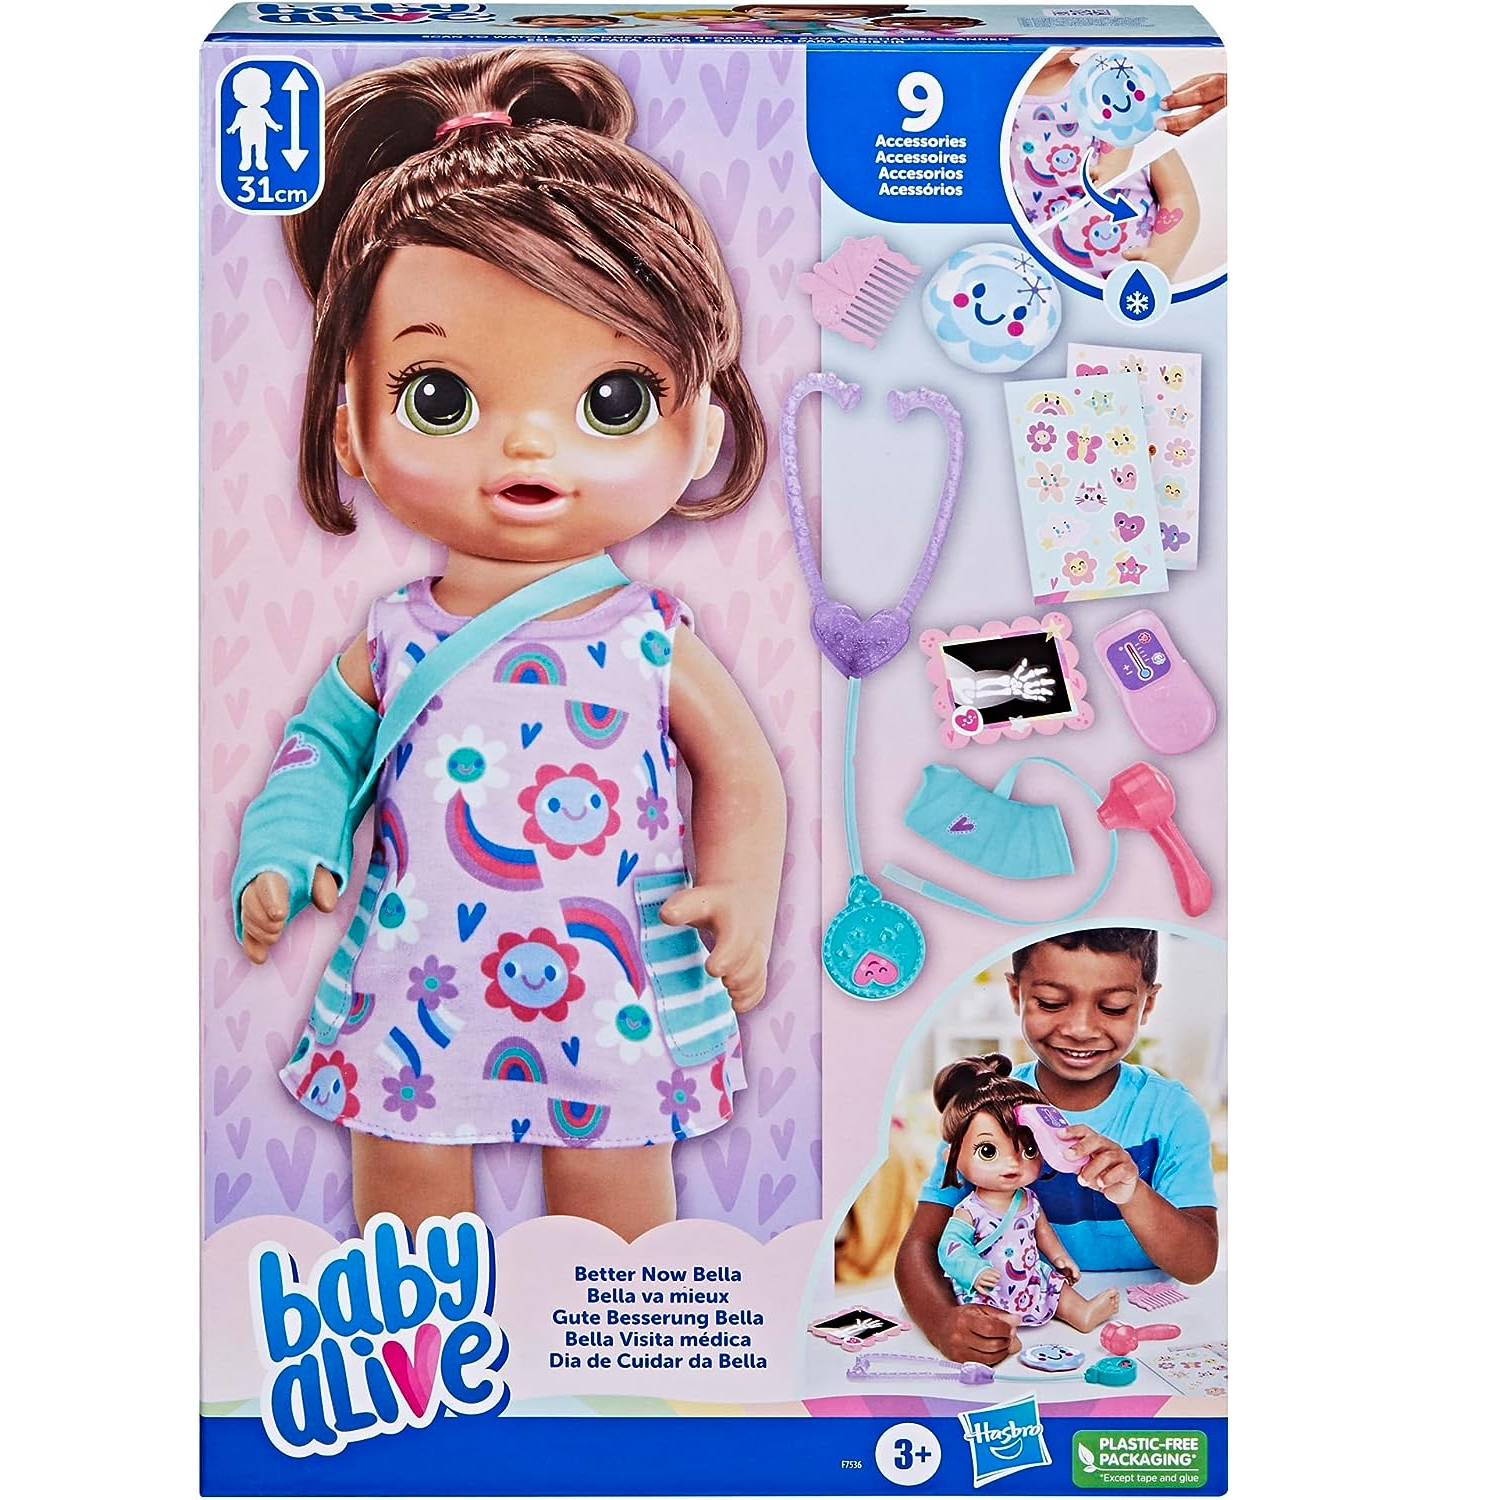 31cm
9
Accessories
Accessoires
Accesorios
Acessórios
baby
alive
Better Now Bella
Bella va mieux
Gute Besserung Bella
Bella Visita médica
Dia de Cuidar da Bella
F7536
3+
Hasbro
PLASTIC-FREE
PACKAGING*
*Except tape and glue